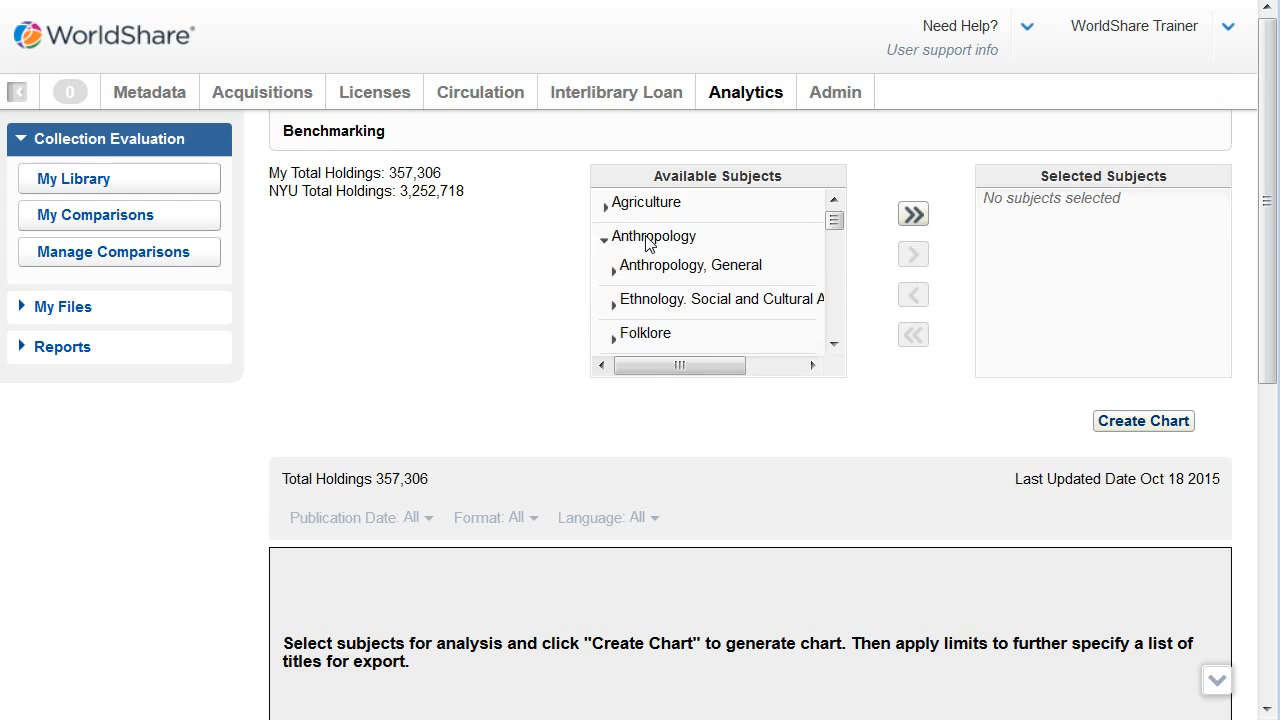 WorldShare®
Need Help?
WorldShare Trainer
User support info
0
Metadata
Acquisitions
Licenses
Circulation
Interlibrary Loan
Analytics
Admin
Collection Evaluation
My Library
My Comparisons
Manage Comparisons
My Files
Reports
Benchmarking
My Total Holdings: 357,306
NYU Total Holdings: 3,252,718
Available Subjects
Agriculture
Anthropology
Anthropology, General
Ethnology. Social and Cultural A
Folklore
Selected Subjects
No subjects selected
Create Chart
Total Holdings 357,306
Last Updated Date Oct 18 2015
Publication Date: All
Format: All
Language: All
Select subjects for analysis and click "Create Chart" to generate chart. Then apply limits to further specify a list of
titles for export.